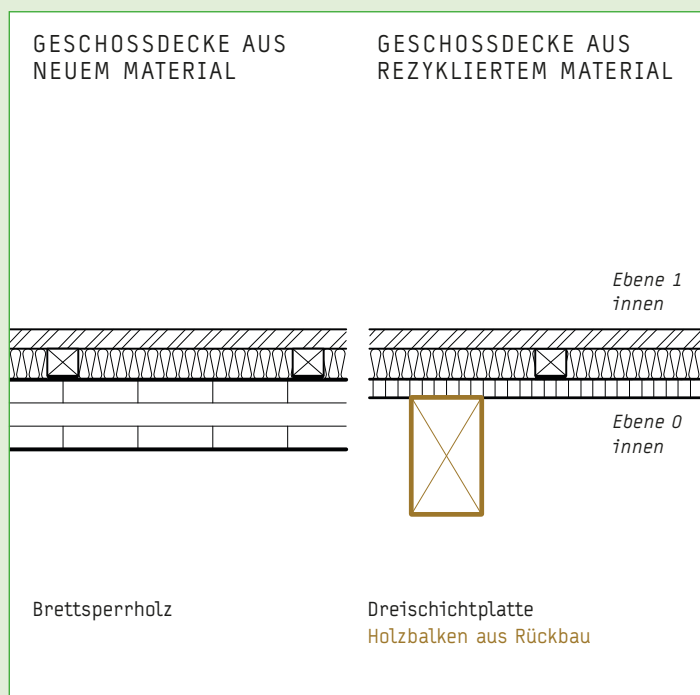 GESCHOSSDECKE AUS
NEUEM MATERIAL
GESCHOSSDECKE AUS
REZYKLIERTEM MATERIAL
Ebene 1
innen
Ebene 0
innen
Brettsperrholz
Dreischichtplatte
Holzbalken aus Rückbau